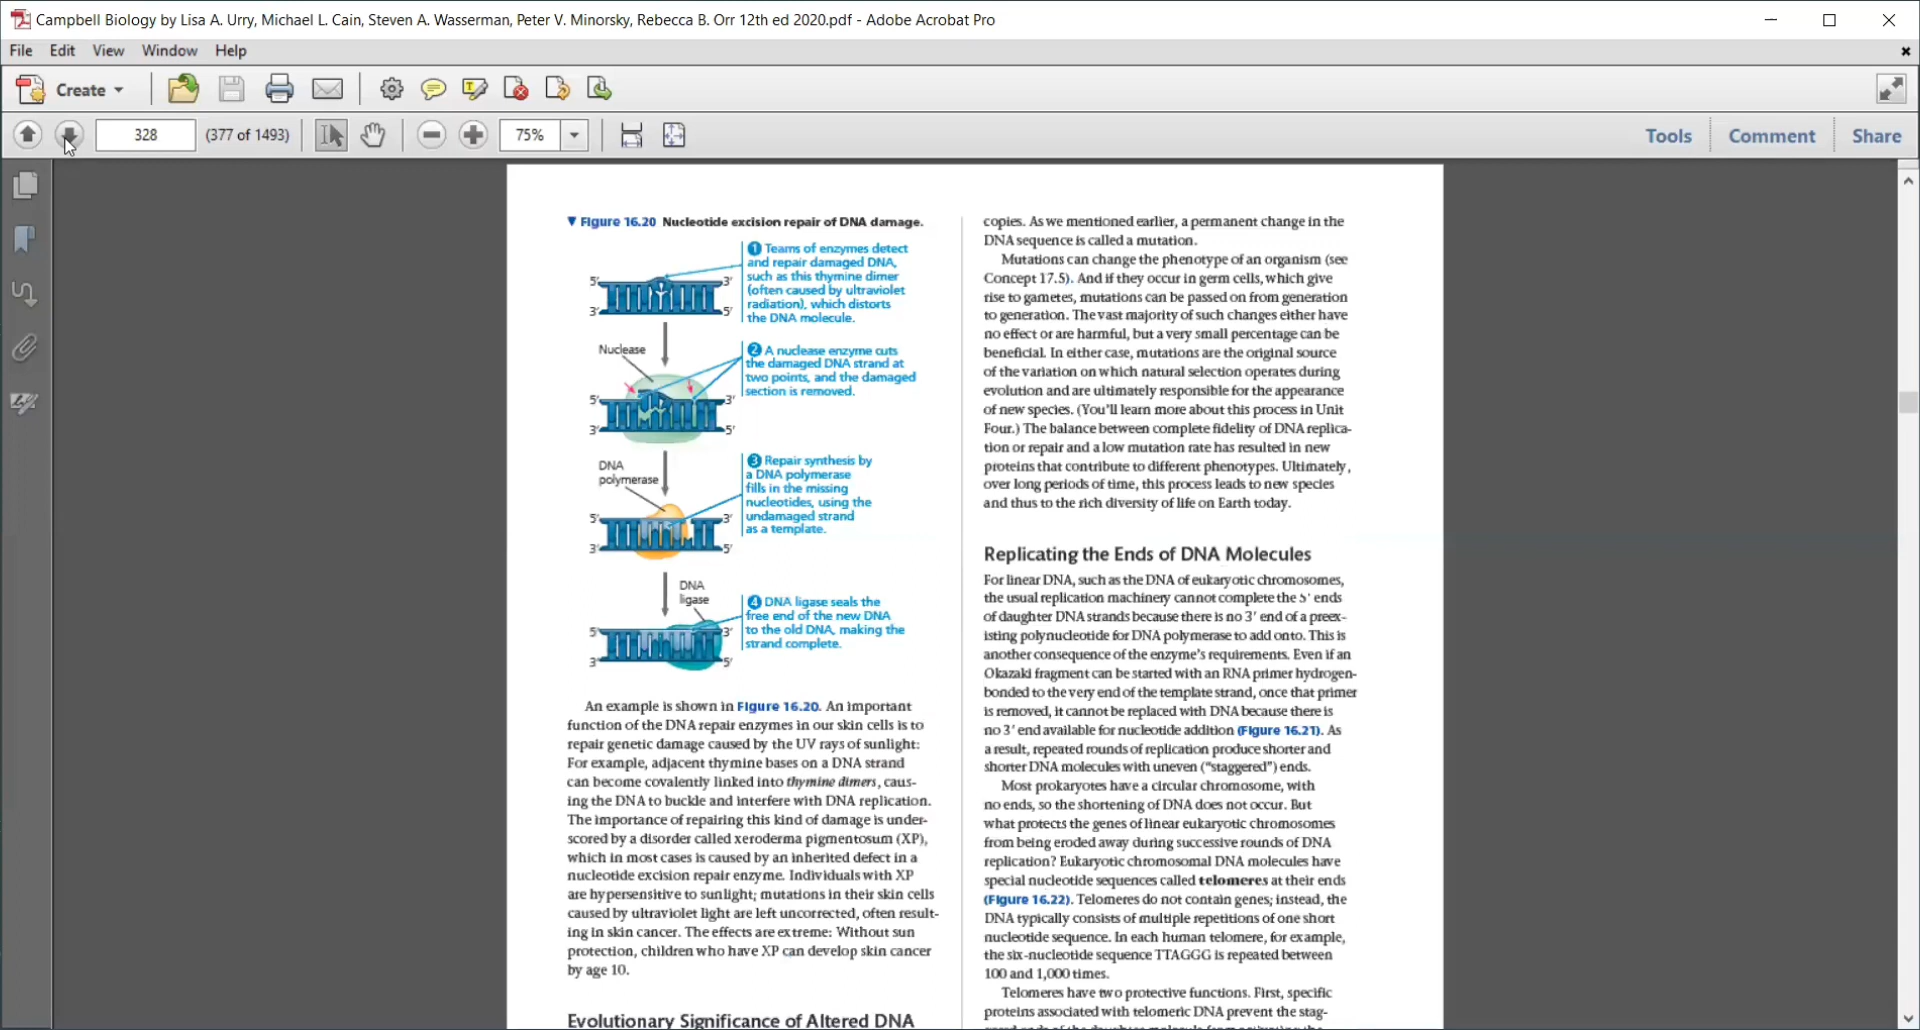 Campbell Biology by Lisa A. Urry, Michael L. Cain, Steven A. Wasserman, Peter V. Minorsky, Rebecca B. Orr 12th ed 2020.pdf - Adobe Acrobat Pro
File Edit View Window Help
Create
328 (377 of 1493) 75% Tools Comment Share
▼ Figure 16.20 Nucleotide excision repair of DNA damage.
1 Teams of enzymes detect
and repair damaged DNA,
such as this thymine dimer
(often caused by ultraviolet
radiation), which distorts
the DNA molecule.
5′ 3′
3′ 5′
Nuclease
2 A nuclease enzyme cuts
the damaged DNA strand at
two points, and the damaged
section is removed.
5′ 3′
3′ 5′
DNA
polymerase
3 Repair synthesis by
a DNA polymerase
fills in the missing
nucleotides, using the
undamaged strand
as a template.
5′ 3′
3′ 5′
DNA
ligase
4 DNA ligase seals the
free end of the new DNA
to the old DNA, making the
strand complete.
5′ 3′
3′ 5′
An example is shown in Figure 16.20. An important
function of the DNA repair enzymes in our skin cells is to
repair genetic damage caused by the UV rays of sunlight:
For example, adjacent thymine bases on a DNA strand
can become covalently linked into thymine dimers, caus-
ing the DNA to buckle and interfere with DNA replication.
The importance of repairing this kind of damage is under-
scored by a disorder called xeroderma pigmentosum (XP),
which in most cases is caused by an inherited defect in a
nucleotide excision repair enzyme. Individuals with XP
are hypersensitive to sunlight; mutations in their skin cells
caused by ultraviolet light are left uncorrected, often result-
ing in skin cancer. The effects are extreme: Without sun
protection, children who have XP can develop skin cancer
by age 10.
Evolutionary Significance of Altered DNA
copies. As we mentioned earlier, a permanent change in the
DNA sequence is called a mutation.
Mutations can change the phenotype of an organism (see
Concept 17.5). And if they occur in germ cells, which give
rise to gametes, mutations can be passed on from generation
to generation. The vast majority of such changes either have
no effect or are harmful, but a very small percentage can be
beneficial. In either case, mutations are the original source
of the variation on which natural selection operates during
evolution and are ultimately responsible for the appearance
of new species. (You'll learn more about this process in Unit
Four.) The balance between complete fidelity of DNA replica-
tion or repair and a low mutation rate has resulted in new
proteins that contribute to different phenotypes. Ultimately,
over long periods of time, this process leads to new species
and thus to the rich diversity of life on Earth today.
Replicating the Ends of DNA Molecules
For linear DNA, such as the DNA of eukaryotic chromosomes,
the usual replication machinery cannot complete the 5′ ends
of daughter DNA strands because there is no 3′ end of a preex-
isting polynucleotide for DNA polymerase to add onto. This is
another consequence of the enzyme's requirements. Even if an
Okazaki fragment can be started with an RNA primer hydrogen-
bonded to the very end of the template strand, once that primer
is removed, it cannot be replaced with DNA because there is
no 3′ end available for nucleotide addition (Figure 16.21). As
a result, repeated rounds of replication produce shorter and
shorter DNA molecules with uneven ("staggered") ends.
Most prokaryotes have a circular chromosome, with
no ends, so the shortening of DNA does not occur. But
what protects the genes of linear eukaryotic chromosomes
from being eroded away during successive rounds of DNA
replication? Eukaryotic chromosomal DNA molecules have
special nucleotide sequences called telomeres at their ends
(Figure 16.22). Telomeres do not contain genes; instead, the
DNA typically consists of multiple repetitions of one short
nucleotide sequence. In each human telomere, for example,
the six-nucleotide sequence TTAGGG is repeated between
100 and 1,000 times.
Telomeres have two protective functions. First, specific
proteins associated with telomeric DNA prevent the stag-